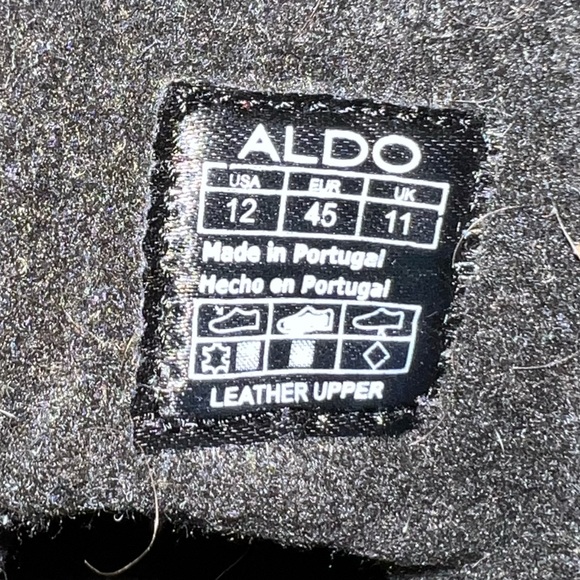 ALDO
USA EUR UK
12 45 11
Made in Portugal
Hecho en Portugal
LEATHER UPPER